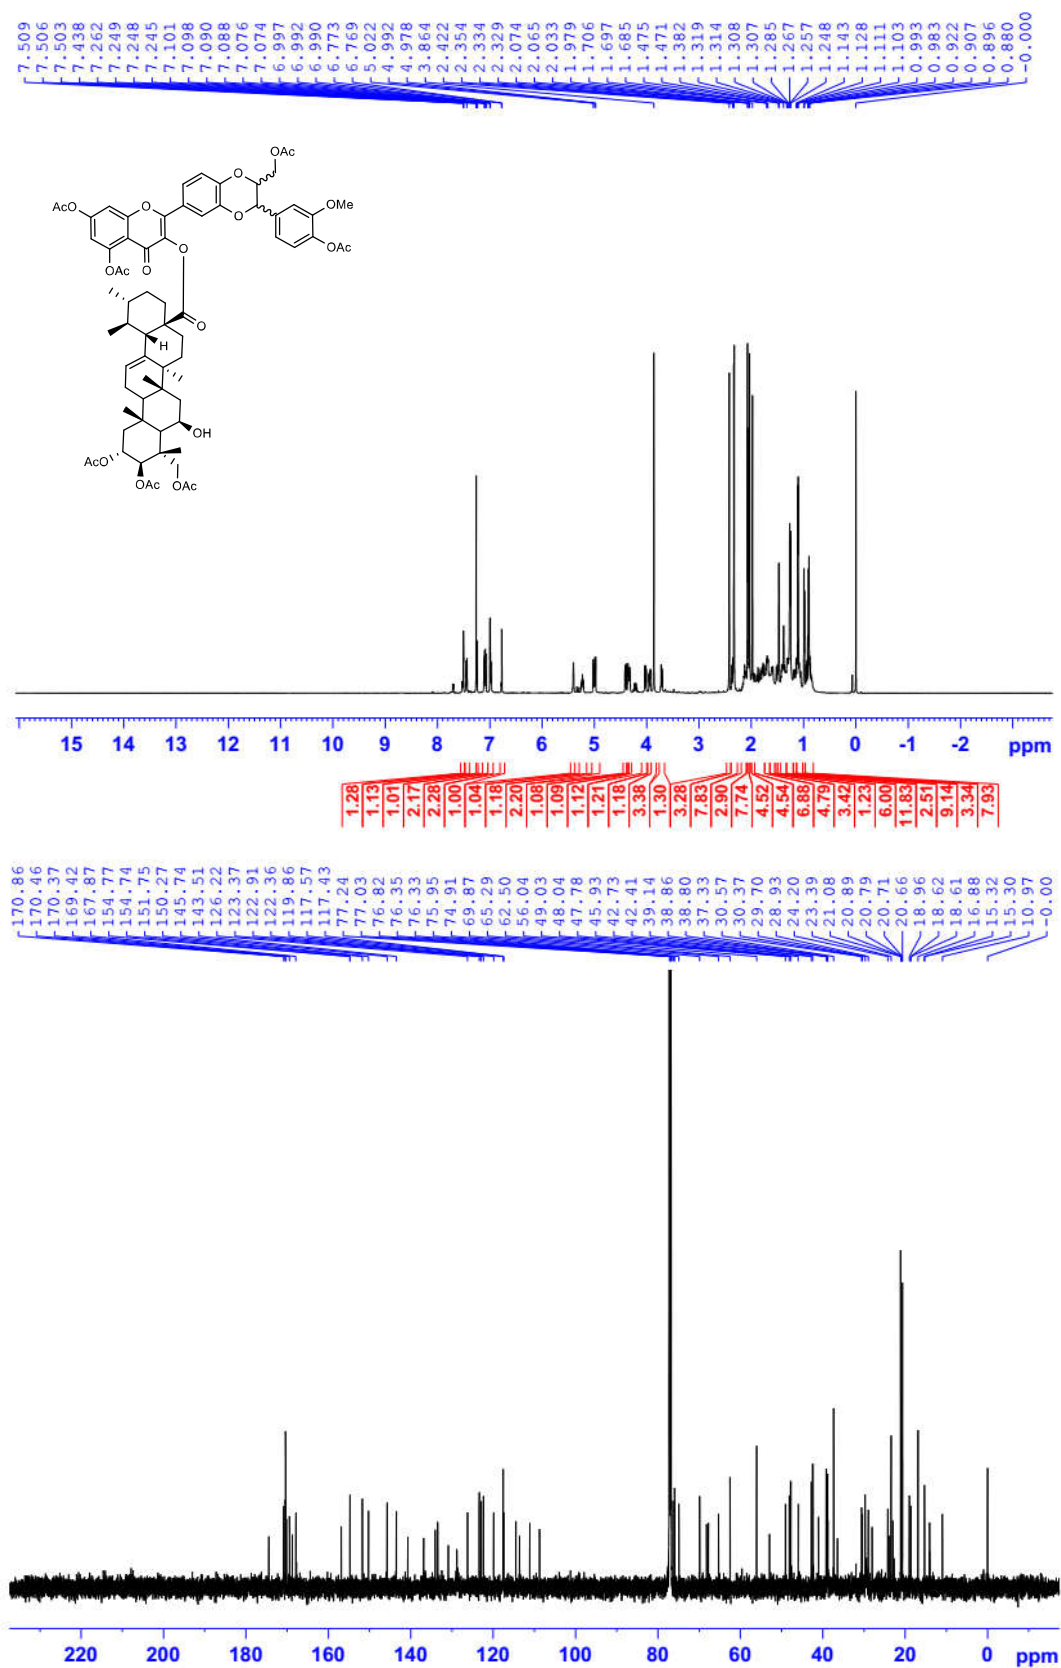 7.509 7.506 7.503 7.438 7.262 7.249 7.248 7.245 7.101 7.098 7.090 7.088 7.076 7.074 6.997 6.992 6.990 6.773 6.769 5.022 4.992 4.978 3.864 2.422 2.354 2.334 2.329 2.074 2.065 2.033 1.979 1.706 1.697 1.685 1.475 1.471 1.382 1.319 1.314 1.308 1.307 1.285 1.267 1.257 1.248 1.143 1.128 1.111 1.103 0.993 0.983 0.922 0.907 0.896 0.880 -0.000
OAc
O
AcO O O OMe
O OAc
OAc O
O
H
OH
AcO
OAc OAc
15 14 13 12 11 10 9 8 7 6 5 4 3 2 1 0 -1 -2 ppm
1.28 1.13 1.01 2.17 2.28 1.00 1.04 1.18 2.20 1.08 1.09 1.12 1.21 1.18 3.38 1.30 3.28 7.83 2.90 7.74 4.52 4.54 6.88 4.79 3.42 1.23 6.00 11.83 2.51 9.14 3.34 7.93
170.86 170.46 170.37 169.42 167.87 154.77 154.74 151.75 150.27 145.74 143.51 126.22 123.37 122.91 122.36 119.86 117.57 117.43 77.24 77.03 76.82 76.35 76.33 75.95 74.91 69.87 65.29 62.50 56.04 49.03 48.04 47.78 45.93 42.73 42.41 39.14 38.86 38.80 37.33 30.57 30.37 29.70 28.93 24.20 23.39 21.08 20.89 20.79 20.71 20.66 18.96 18.62 18.61 16.88 15.32 15.30 10.97 -0.00
220 200 180 160 140 120 100 80 60 40 20 0 ppm